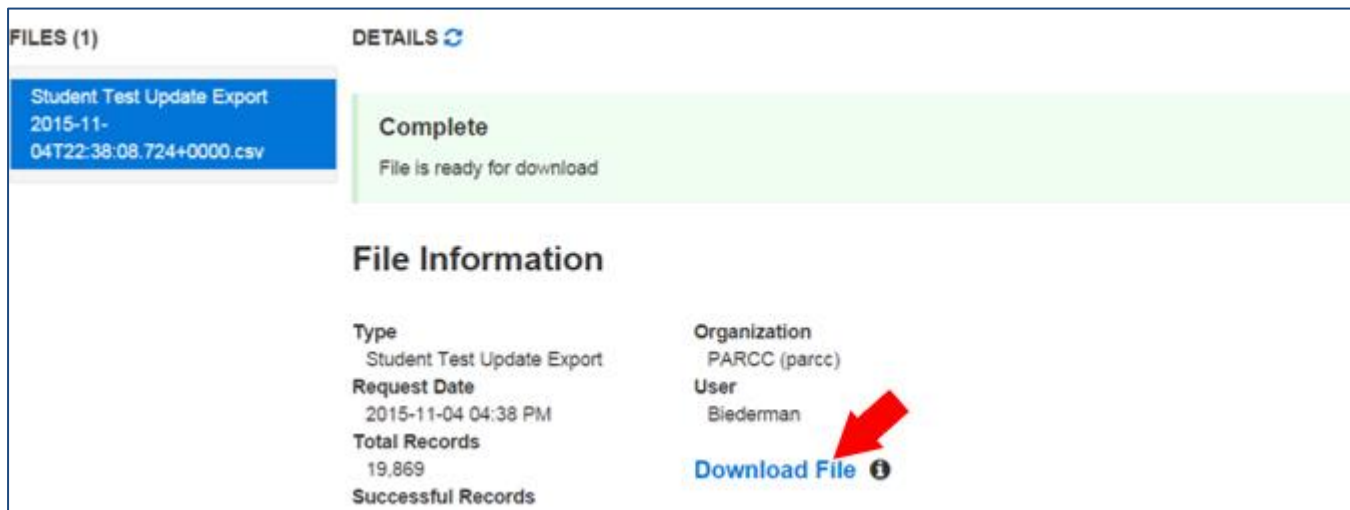 FILES (1)
DETAILS
Student Test Update Export
2015-11-
04T22:38:08.724+0000.csv
Complete
File is ready for download
File Information
Type
Student Test Update Export
Request Date
2015-11-04 04:38 PM
Total Records
19,869
Successful Records
Organization
PARCC (parcc)
User
Biederman
Download File